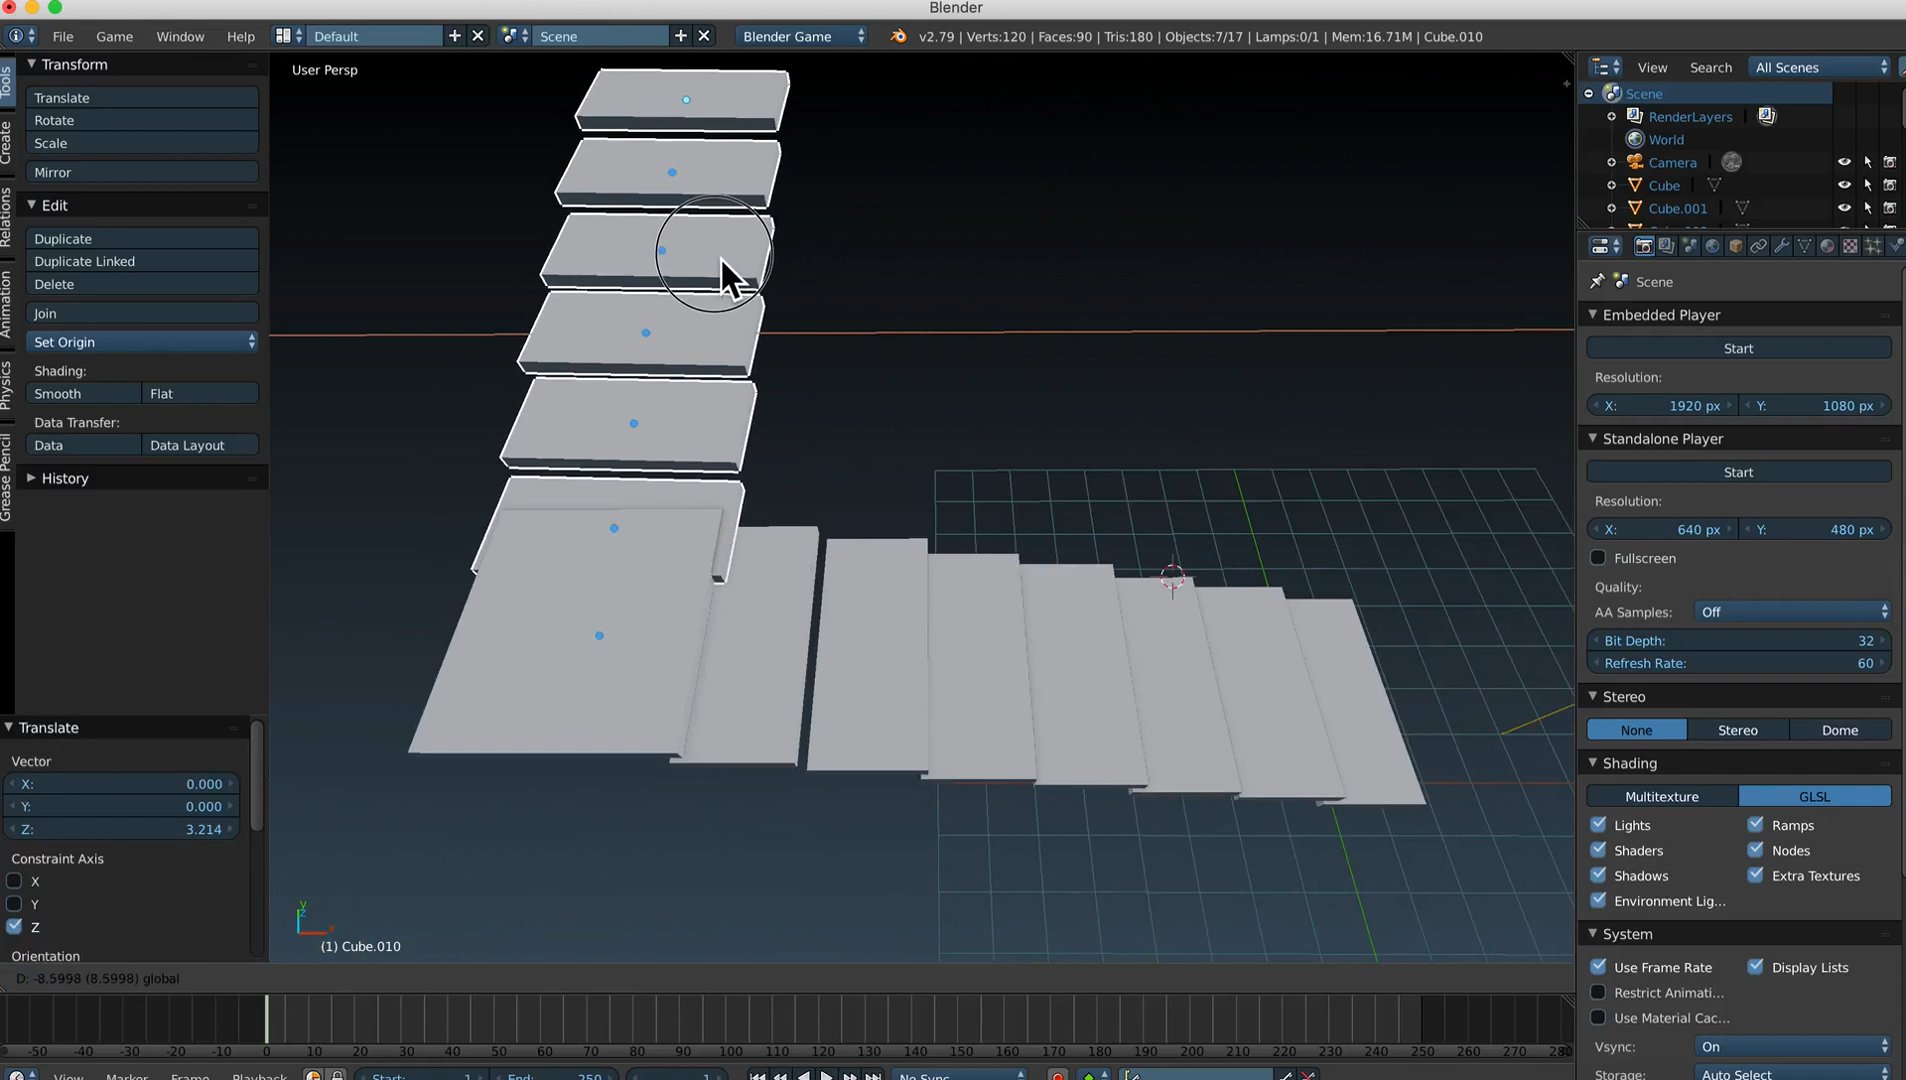 Blender
File Game Window Help Default Scene Blender Game v2.79 | Verts:120 | Faces:90 | Tris:180 | Objects:7/17 | Lamps:0/1 | Mem:16.71M | Cube.010
Tools
Create
Relations
Animation
Physics
Grease Pencil
Transform
Translate
Rotate
Scale
Mirror
Edit
Duplicate
Duplicate Linked
Delete
Join
Set Origin
Shading:
Smooth Flat
Data Transfer:
Data Data Layout
History
Translate
Vector
X: 0.000
Y: 0.000
Z: 3.214
Constraint Axis
X
Y
Z
Orientation
User Persp
y
z
x
(1) Cube.010
D: -8.5998 (8.5998) global
-50 -40 -30 -20 -10 0 10 20 30 40 50 60 70 80 90 100 110 120 130 140 150 160 170 180 190 200 210 220 230 240 250 260 270 280
View Marker Frame Playback Start: 1 End: 250 1 No Sync
View Search All Scenes
Scene
RenderLayers
World
Camera
Cube
Cube.001
Scene
Embedded Player
Start
Resolution:
X: 1920 px Y: 1080 px
Standalone Player
Start
Resolution:
X: 640 px Y: 480 px
Fullscreen
Quality:
AA Samples: Off
Bit Depth: 32
Refresh Rate: 60
Stereo
None Stereo Dome
Shading
Multitexture GLSL
Lights Ramps
Shaders Nodes
Shadows Extra Textures
Environment Lig...
System
Use Frame Rate Display Lists
Restrict Animati...
Use Material Cac...
Vsync: On
Storage: Auto Select